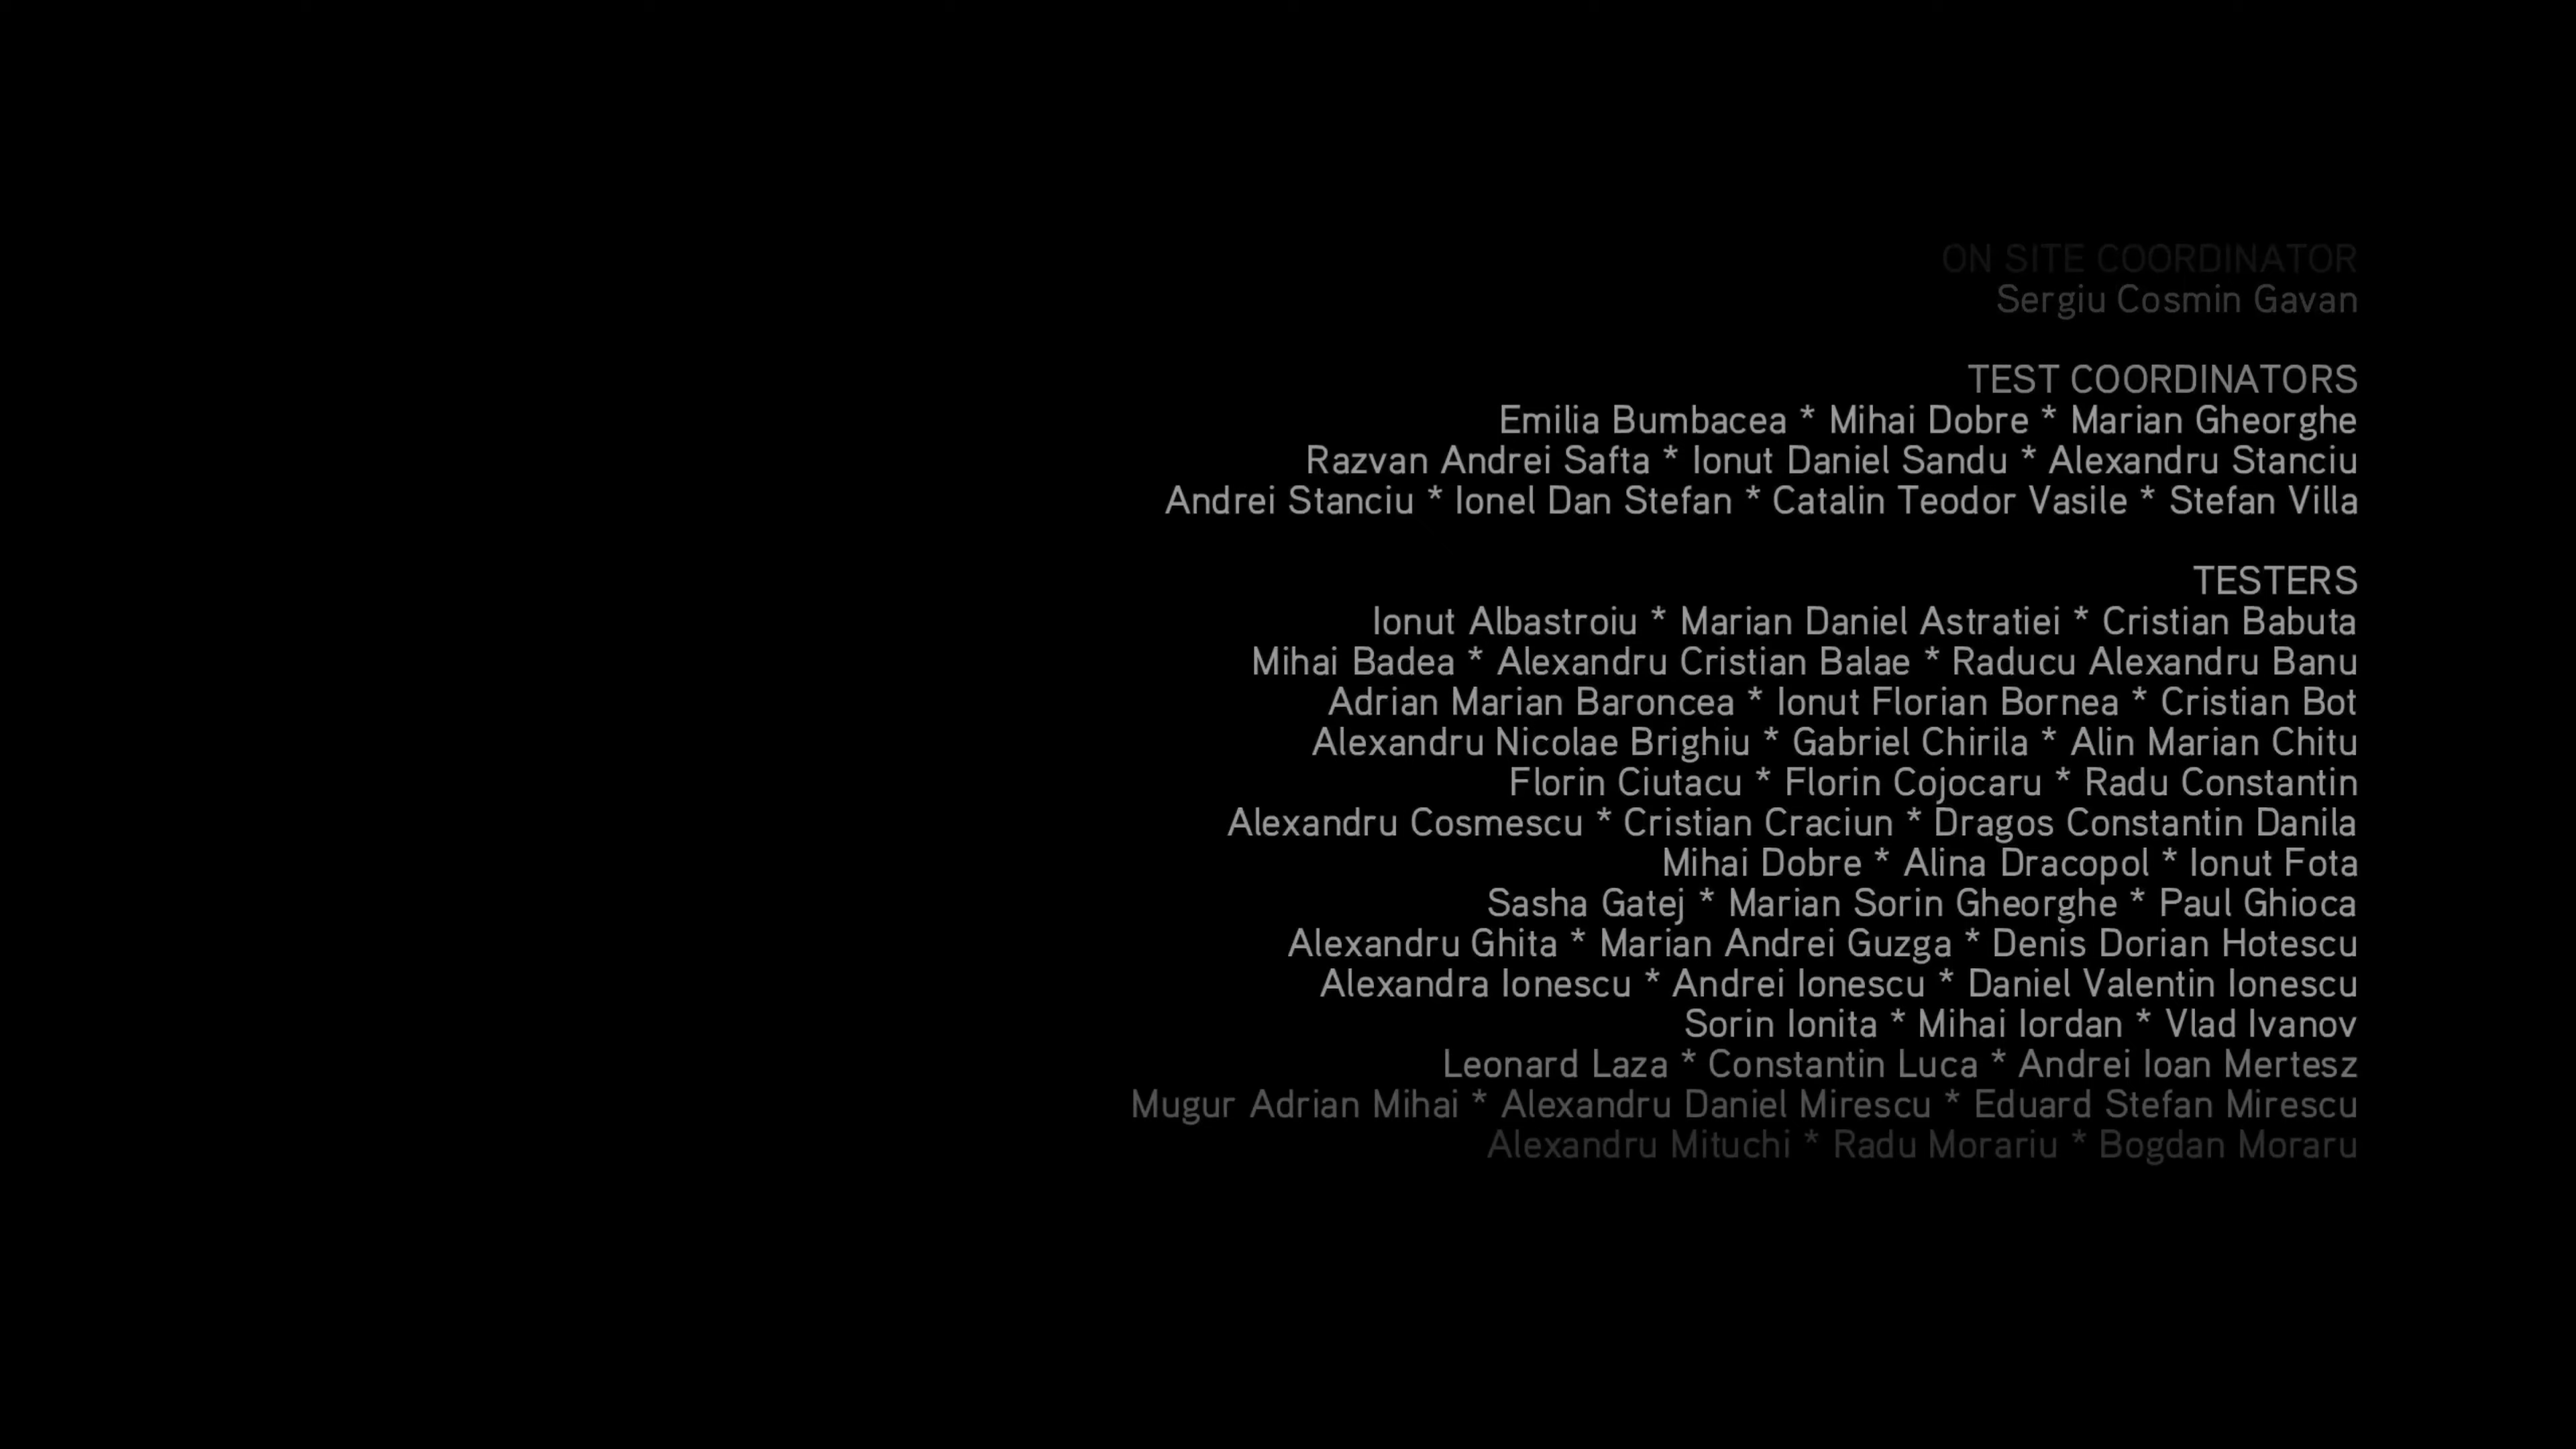 ON SITE COORDINATOR
Sergiu Cosmin Gavan
TEST COORDINATORS
Emilia Bumbacea * Mihai Dobre * Marian Gheorghe
Razvan Andrei Safta * Ionut Daniel Sandu * Alexandru Stanciu
Andrei Stanciu * Ionel Dan Stefan * Catalin Teodor Vasile * Stefan Villa
TESTERS
Ionut Albastroiu * Marian Daniel Astratiei * Cristian Babuta
Mihai Badea * Alexandru Cristian Balae * Raducu Alexandru Banu
Adrian Marian Baroncea * Ionut Florian Bornea * Cristian Bot
Alexandru Nicolae Brighiu * Gabriel Chirila * Alin Marian Chitu
Florin Ciutacu * Florin Cojocaru * Radu Constantin
Alexandru Cosmescu * Cristian Craciun * Dragos Constantin Danila
Mihai Dobre * Alina Dracopol * Ionut Fota
Sasha Gatej * Marian Sorin Gheorghe * Paul Ghioca
Alexandru Ghita * Marian Andrei Guzga * Denis Dorian Hotescu
Alexandra Ionescu * Andrei Ionescu * Daniel Valentin Ionescu
Sorin Ionita * Mihai Iordan * Vlad Ivanov
Leonard Laza * Constantin Luca * Andrei Ioan Mertesz
Mugur Adrian Mihai * Alexandru Daniel Mirescu * Eduard Stefan Mirescu
Alexandru Mituchi * Radu Morariu * Bogdan Moraru